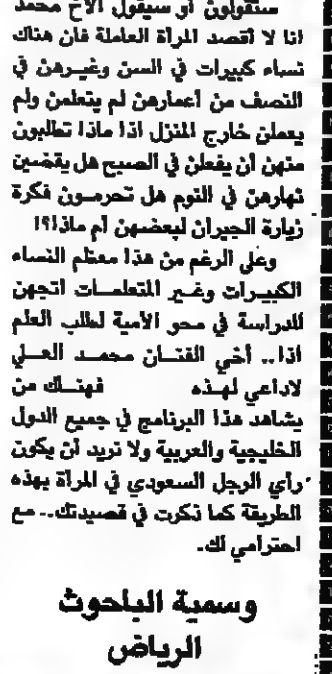 ستقولون او سيقول الاخ محمد
انا لا أقصد المرأة العاملة فان هناك
نساء كبيرات في السن وغيرهن في
النصف من أعمارهن لم يتعلمن ولم
يعملن خارج المنزل اذا ماذا تطلبون
منهن أن يفعلن في الصبح هل يقضين
نهارهن في النوم هل تحرمون فكرة
زيارة الجيران لبعضهن أم ماذا؟!
وعلى الرغم من هذا معظم النساء
الكبيرات وغير المتعلمات اتجهن
للدراسة في محو الأمية لطلب العلم
اذا.. أخي الفنان محمد العلي
لاداعي لهذه فهناك من
يشاهد هذا البرنامج في جميع الدول
الخليجية والعربية ولا نريد أن يكون
رأي الرجل السعودي في المرأة بهذه
الطريقة كما ذكرت في قصيدتك.. مع
احترامي لك.
وسمية الباحوث
الرياض